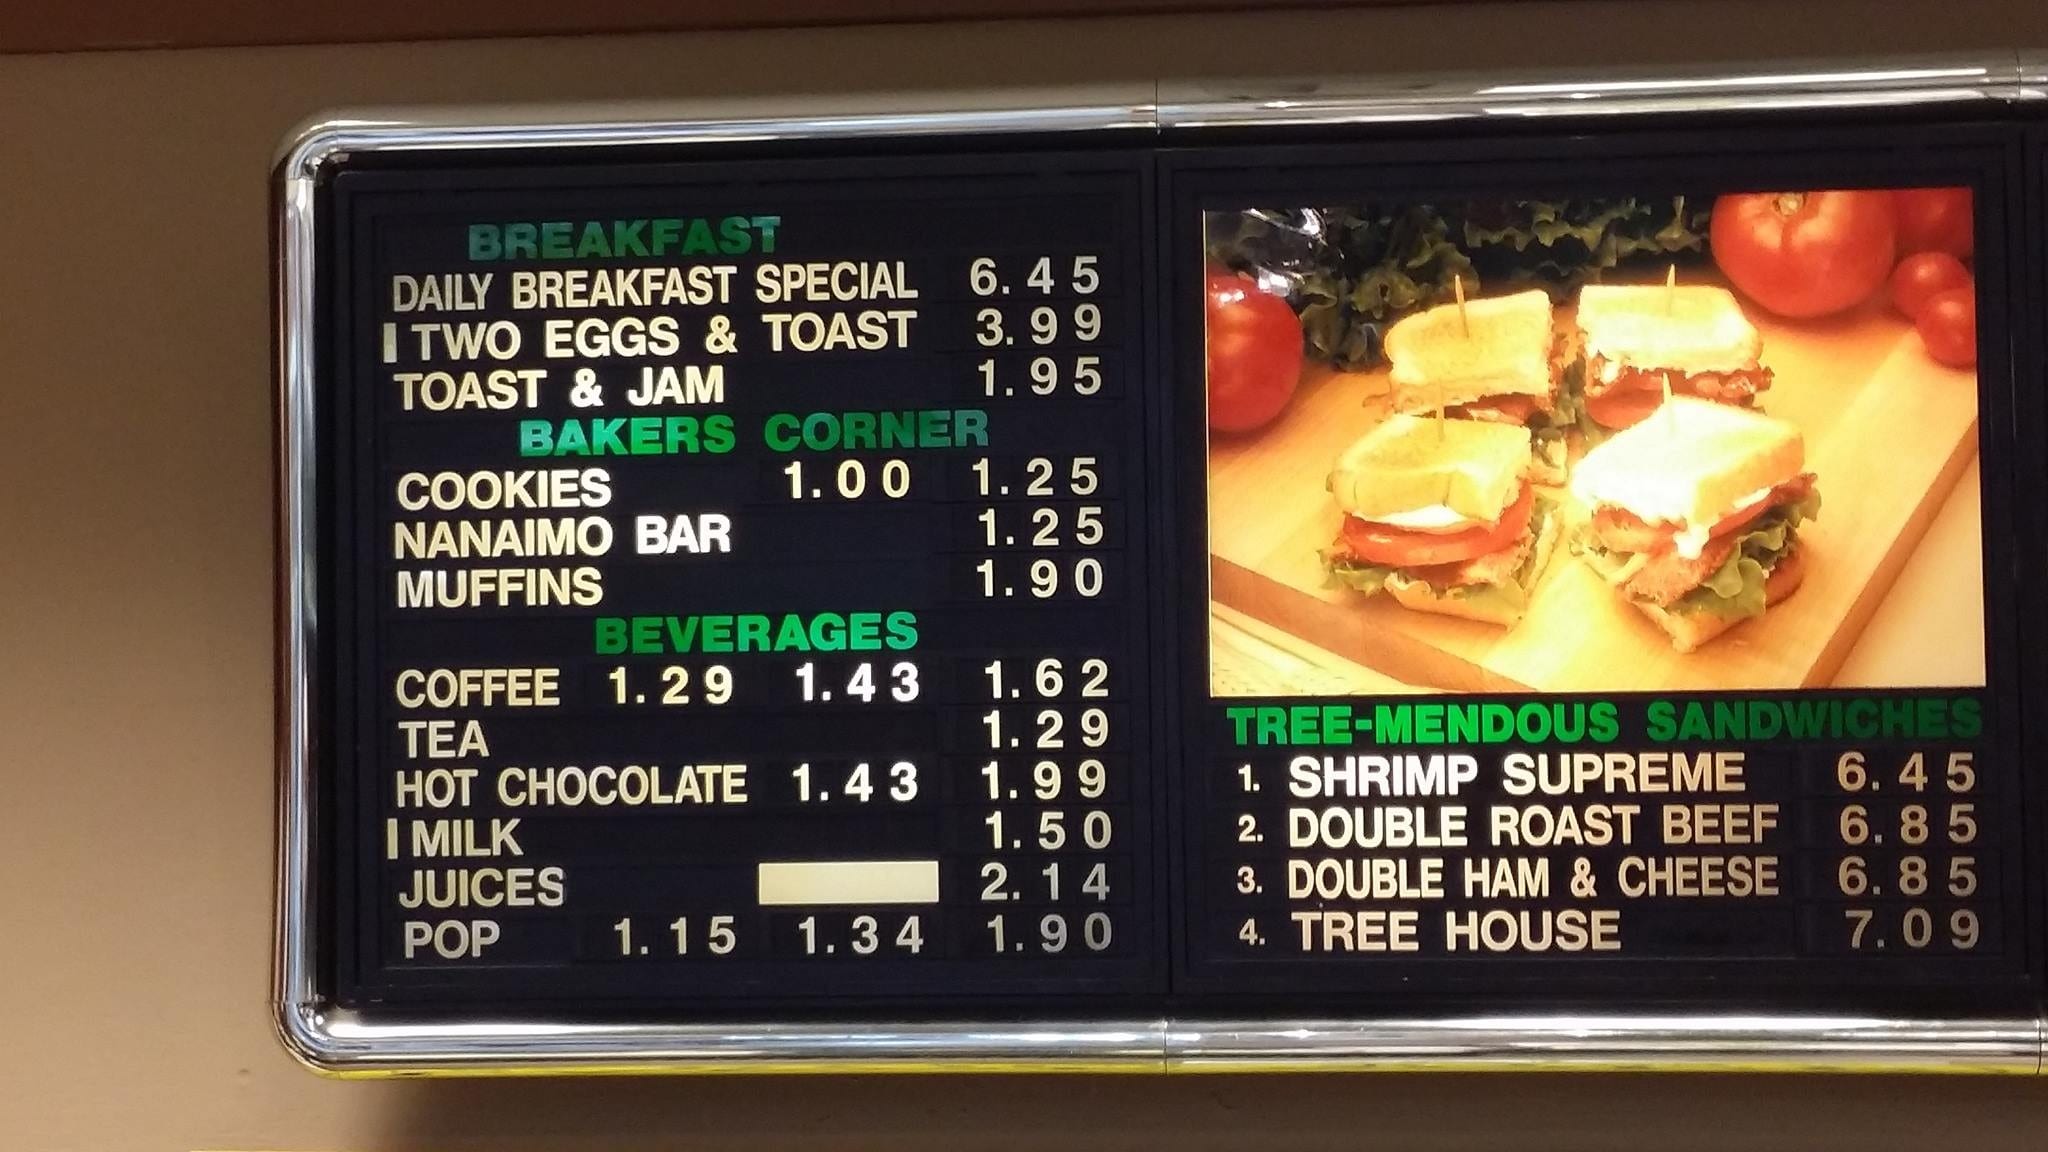 BREAKFAST
DAILY BREAKFAST SPECIAL 6.45
TWO EGGS & TOAST 3.99
TOAST & JAM 1.95
BAKERS CORNER
COOKIES 1.00 1.25
NANAIMO BAR 1.25
MUFFINS 1.90
BEVERAGES
COFFEE 1.29 1.43 1.62
TEA 1.29
HOT CHOCOLATE 1.43 1.99
MILK 1.50
JUICES 2.14
POP 1.15 1.34 1.90
TREE-MENDOUS SANDWICHES
1. SHRIMP SUPREME 6.45
2. DOUBLE ROAST BEEF 6.85
3. DOUBLE HAM & CHEESE 6.85
4. TREE HOUSE 7.09